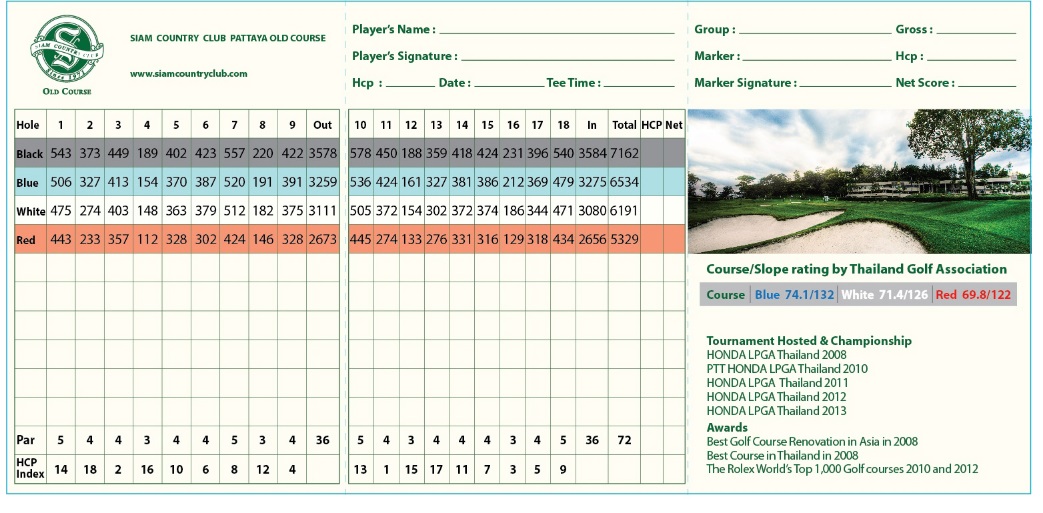 SIAM COUNTRY CLUB
Since 1971
OLD COURSE
SIAM COUNTRY CLUB PATTAYA OLD COURSE
www.siamcountryclub.com
Player's Name :
Player's Signature :
Hcp : Date : Tee Time :
Group : Gross :
Marker : Hcp :
Marker Signature : Net Score :
Hole 1 2 3 4 5 6 7 8 9 Out 10 11 12 13 14 15 16 17 18 In Total HCP Net
Black 543 373 449 189 402 423 557 220 422 3578 578 450 188 359 418 424 231 396 540 3584 7162
Blue 506 327 413 154 370 387 520 191 391 3259 536 424 161 327 381 386 212 369 479 3275 6534
White 475 274 403 148 363 379 512 182 375 3111 505 372 154 302 372 374 186 344 471 3080 6191
Red 443 233 357 112 328 302 424 146 328 2673 445 274 133 276 331 316 129 318 434 2656 5329
Par 5 4 4 3 4 4 5 3 4 36 5 4 3 4 4 4 3 4 5 36 72
HCP Index 14 18 2 16 10 6 8 12 4 13 1 15 17 11 7 3 5 9
Course/Slope rating by Thailand Golf Association
Course Blue 74.1/132 White 71.4/126 Red 69.8/122
Tournament Hosted & Championship
HONDA LPGA Thailand 2008
PTT HONDA LPGA Thailand 2010
HONDA LPGA Thailand 2011
HONDA LPGA Thailand 2012
HONDA LPGA Thailand 2013
Awards
Best Golf Course Renovation in Asia in 2008
Best Course in Thailand in 2008
The Rolex World's Top 1,000 Golf courses 2010 and 2012